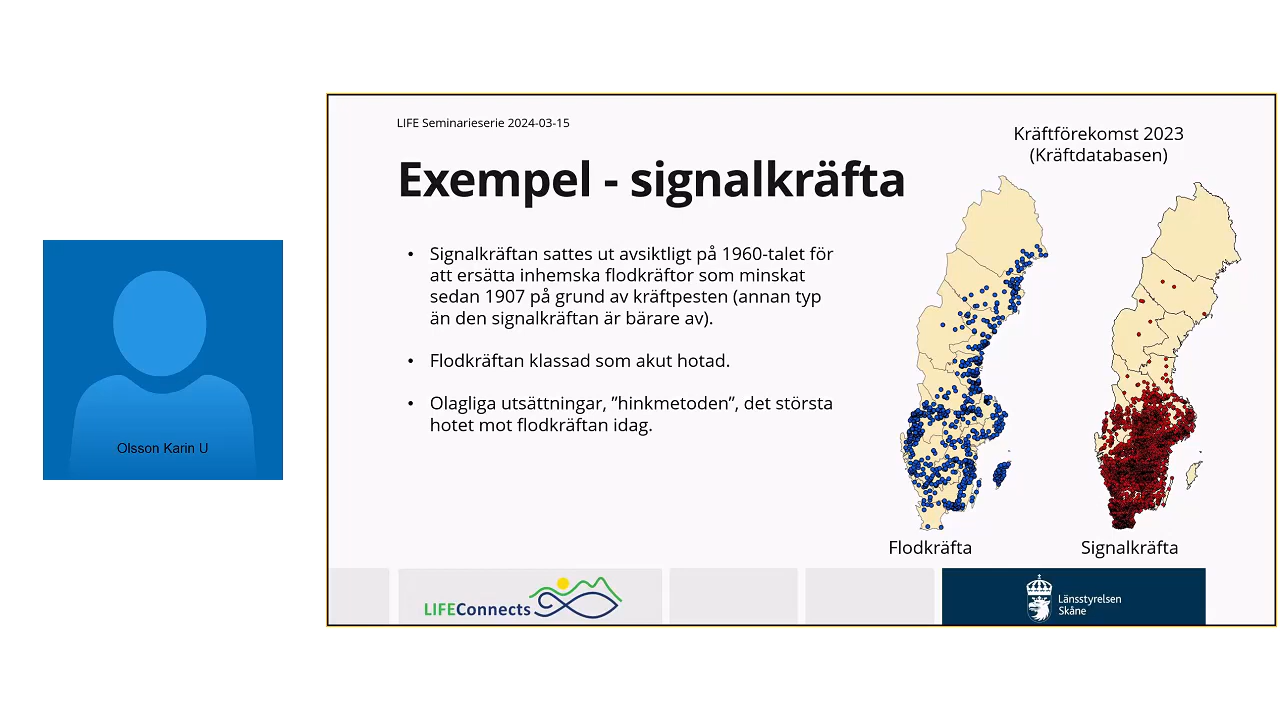 Olsson Karin U
LIFE Seminarieserie 2024-03-15
Exempel - signalkräfta
• Signalkräftan sattes ut avsiktligt på 1960-talet för
att ersätta inhemska flodkräftor som minskat
sedan 1907 på grund av kräftpesten (annan typ
än den signalkräftan är bärare av).
• Flodkräftan klassad som akut hotad.
• Olagliga utsättningar, ”hinkmetoden”, det största
hotet mot flodkräftan idag.
Kräftförekomst 2023
(Kräftdatabasen)
Flodkräfta
Signalkräfta
LIFEConnects
Länsstyrelsen
Skåne